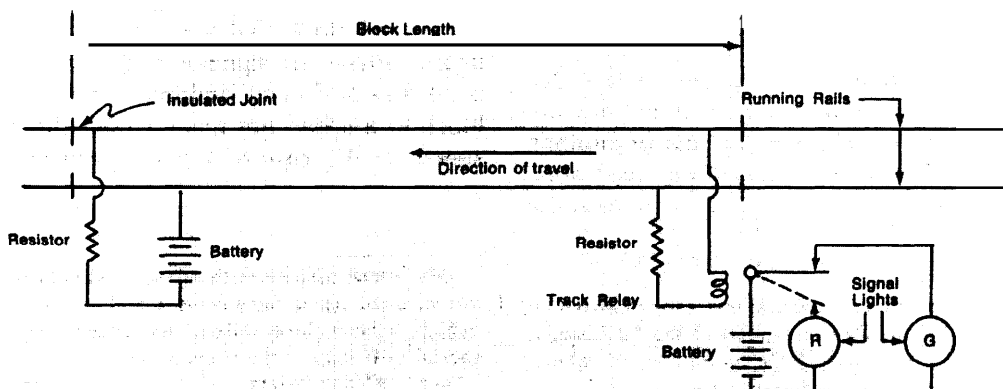 Block Length
Insulated Joint
Running Rails
Direction of travel
Resistor
Battery
Resistor
Track Relay
Signal
Lights
Battery
R
G